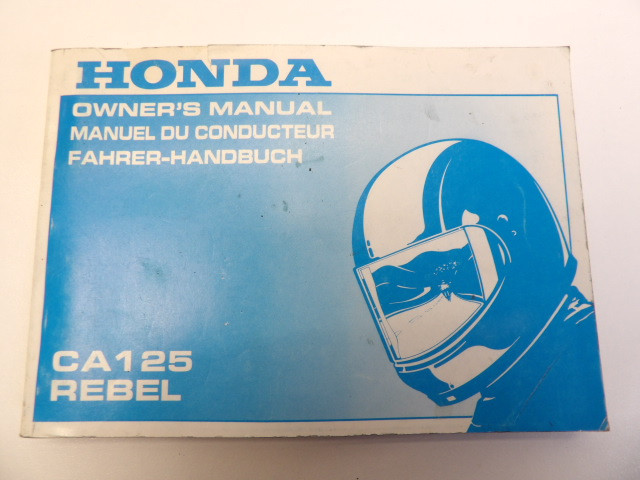 HONDA
OWNER'S MANUAL
MANUEL DU CONDUCTEUR
FAHRER-HANDBUCH
CA125
REBEL